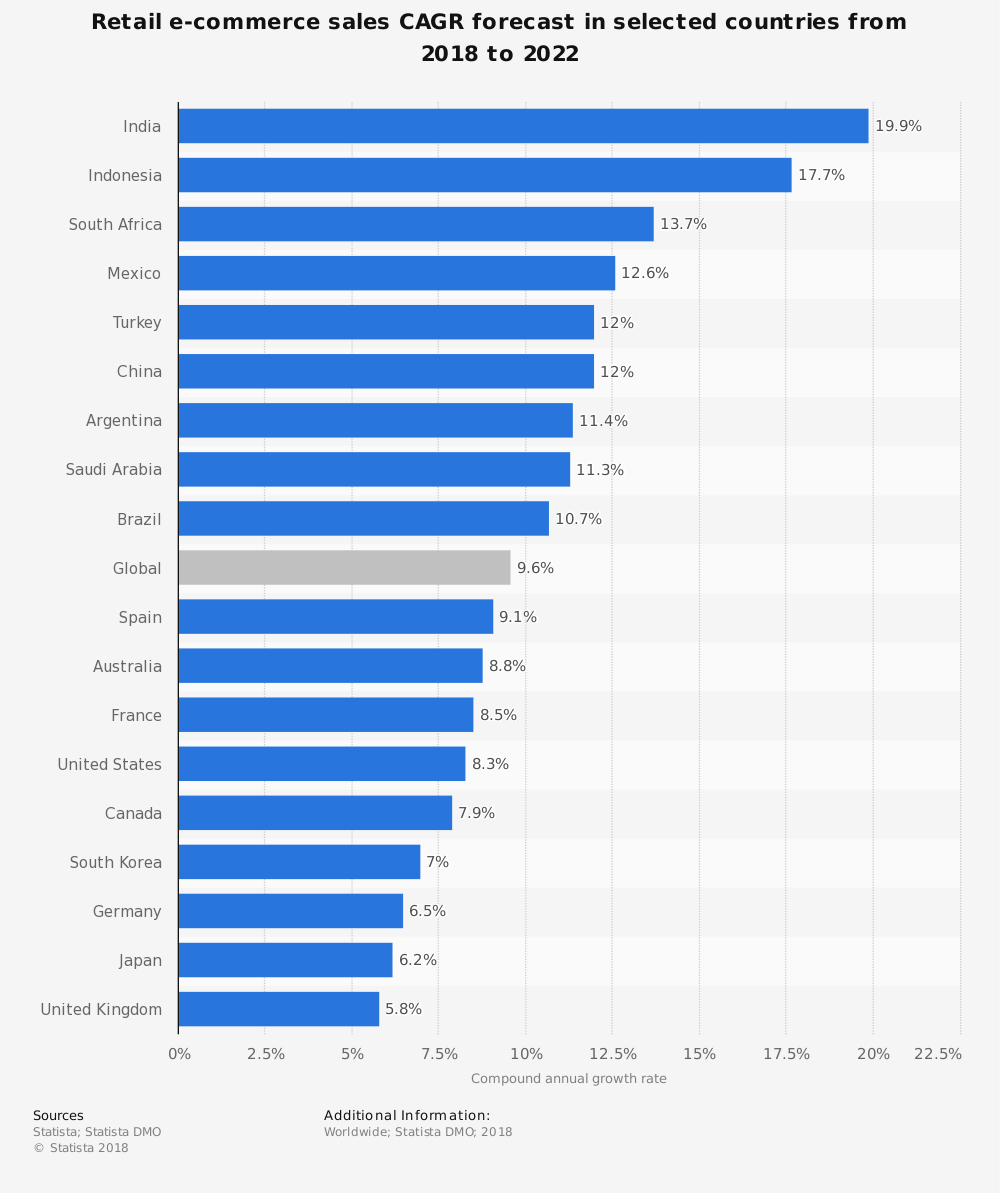 Retail e-commerce sales CAGR forecast in selected countries from
2018 to 2022
India 19.9%
Indonesia 17.7%
South Africa 13.7%
Mexico 12.6%
Turkey 12%
China 12%
Argentina 11.4%
Saudi Arabia 11.3%
Brazil 10.7%
Global 9.6%
Spain 9.1%
Australia 8.8%
France 8.5%
United States 8.3%
Canada 7.9%
South Korea 7%
Germany 6.5%
Japan 6.2%
United Kingdom 5.8%
0% 2.5% 5% 7.5% 10% 12.5% 15% 17.5% 20% 22.5%
Compound annual growth rate
Sources
Statista; Statista DMO
© Statista 2018
Additional Information:
Worldwide; Statista DMO; 2018